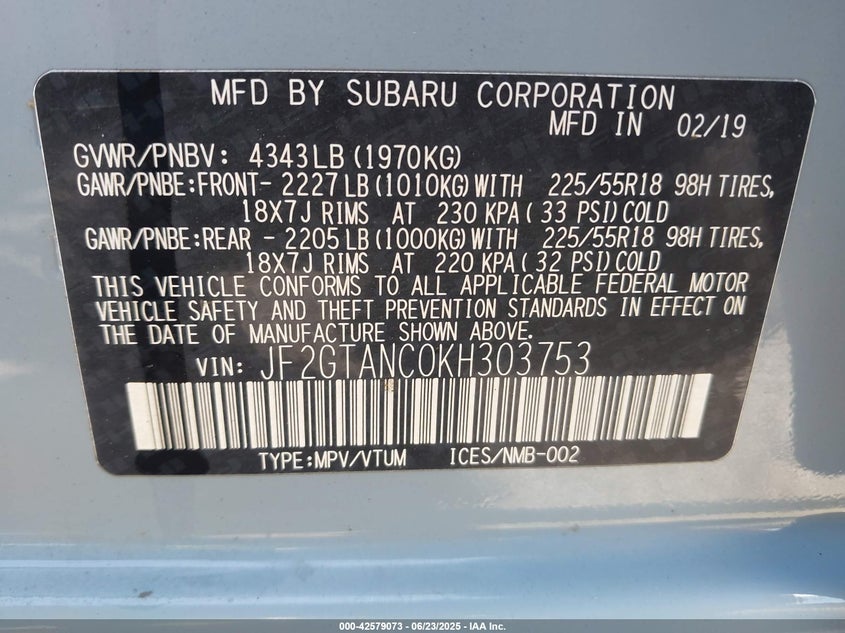 MFD BY SUBARU CORPORATION
MFD IN 02/19
GVWR/PNBV: 4343LB (1970KG)
GAWR/PNBE:FRONT- 2227LB (1010KG) WITH 225/55R18 98H TIRES,
18X7J RIMS AT 230 KPA (33 PSI) COLD
GAWR/PNBE:REAR - 2205LB (1000KG) WITH 225/55R18 98H TIRES,
18X7J RIMS AT 220 KPA (32 PSI) COLD
THIS VEHICLE CONFORMS TO ALL APPLICABLE FEDERAL MOTOR
VEHICLE SAFETY AND THEFT PREVENTION STANDARDS IN EFFECT ON
THE DATE OF MANUFACTURE SHOWN ABOVE.
VIN: JF2GTANC0KH303753
TYPE:MPV/VTUM ICES/NMB-002
000-42579073 - 06/23/2025 - IAA Inc.